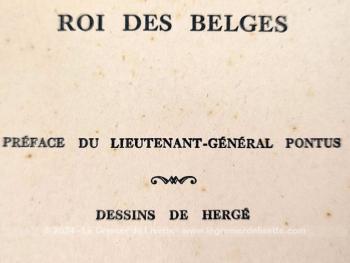 ROI DES BELGES
PRÉFACE DU LIEUTENANT-GÉNÉRAL PONTUS
DESSINS DE HERGÉ